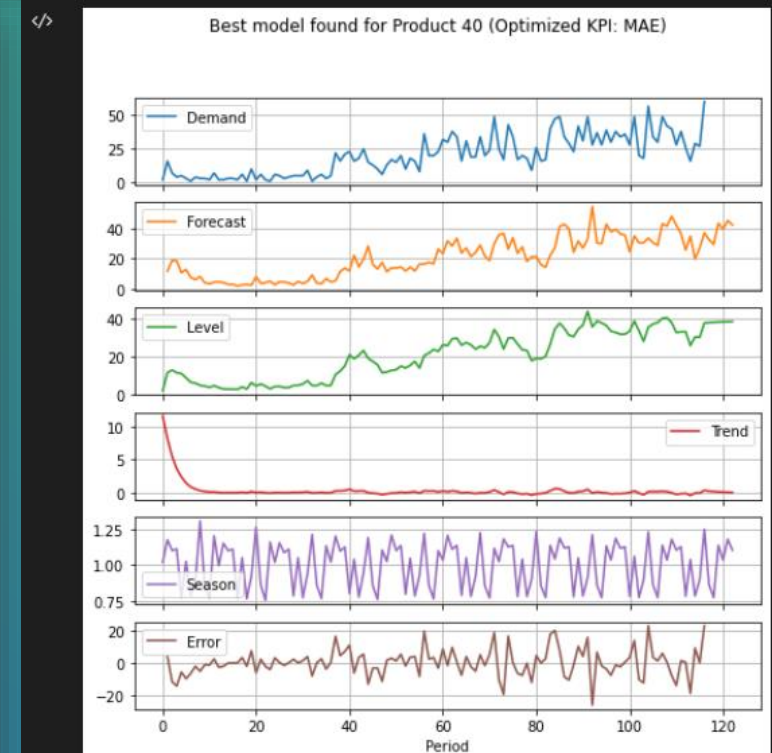 </>
Best model found for Product 40 (Optimized KPI: MAE)
50
25
0
Demand
40
20
0
Forecast
40
20
0
Level
10
5
0
Trend
1.25
1.00
0.75
Season
20
0
−20
Error
0 20 40 60 80 100 120
Period